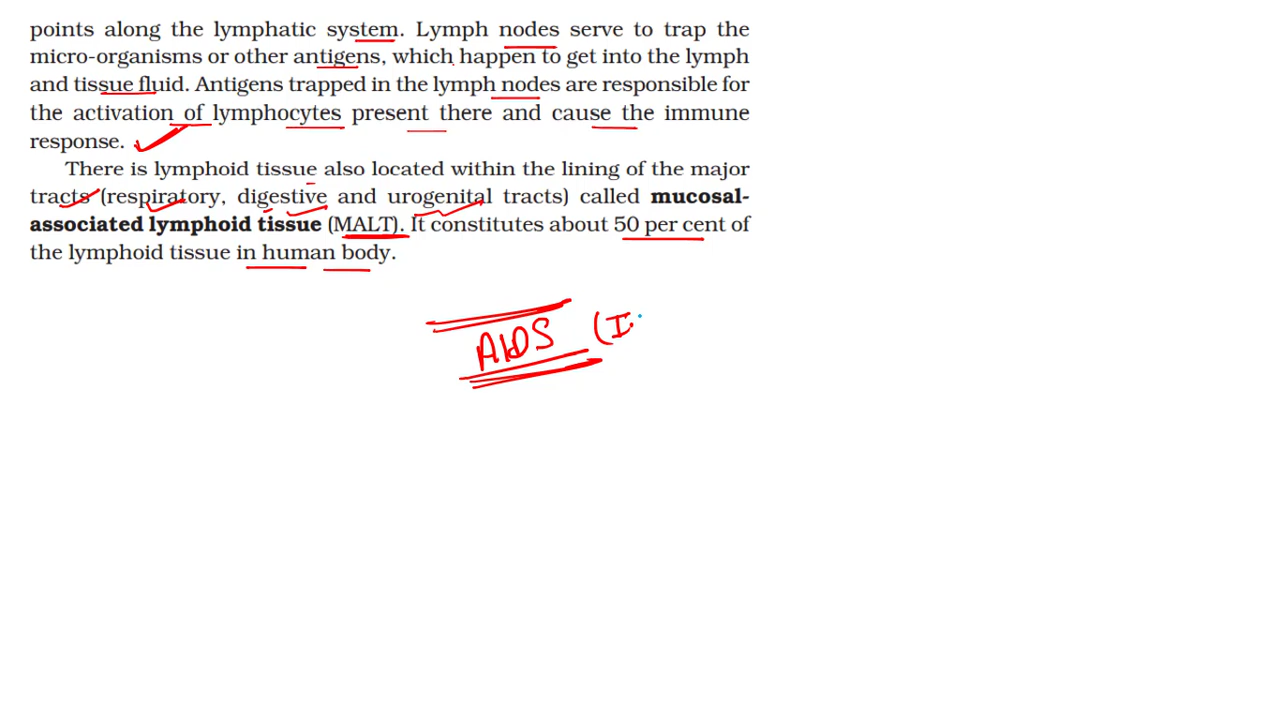 points along the lymphatic system. Lymph nodes serve to trap the
micro-organisms or other antigens, which happen to get into the lymph
and tissue fluid. Antigens trapped in the lymph nodes are responsible for
the activation of lymphocytes present there and cause the immune
response.
There is lymphoid tissue also located within the lining of the major
tracts (respiratory, digestive and urogenital tracts) called mucosal-
associated lymphoid tissue (MALT). It constitutes about 50 per cent of
the lymphoid tissue in human body.
AIDS (I.